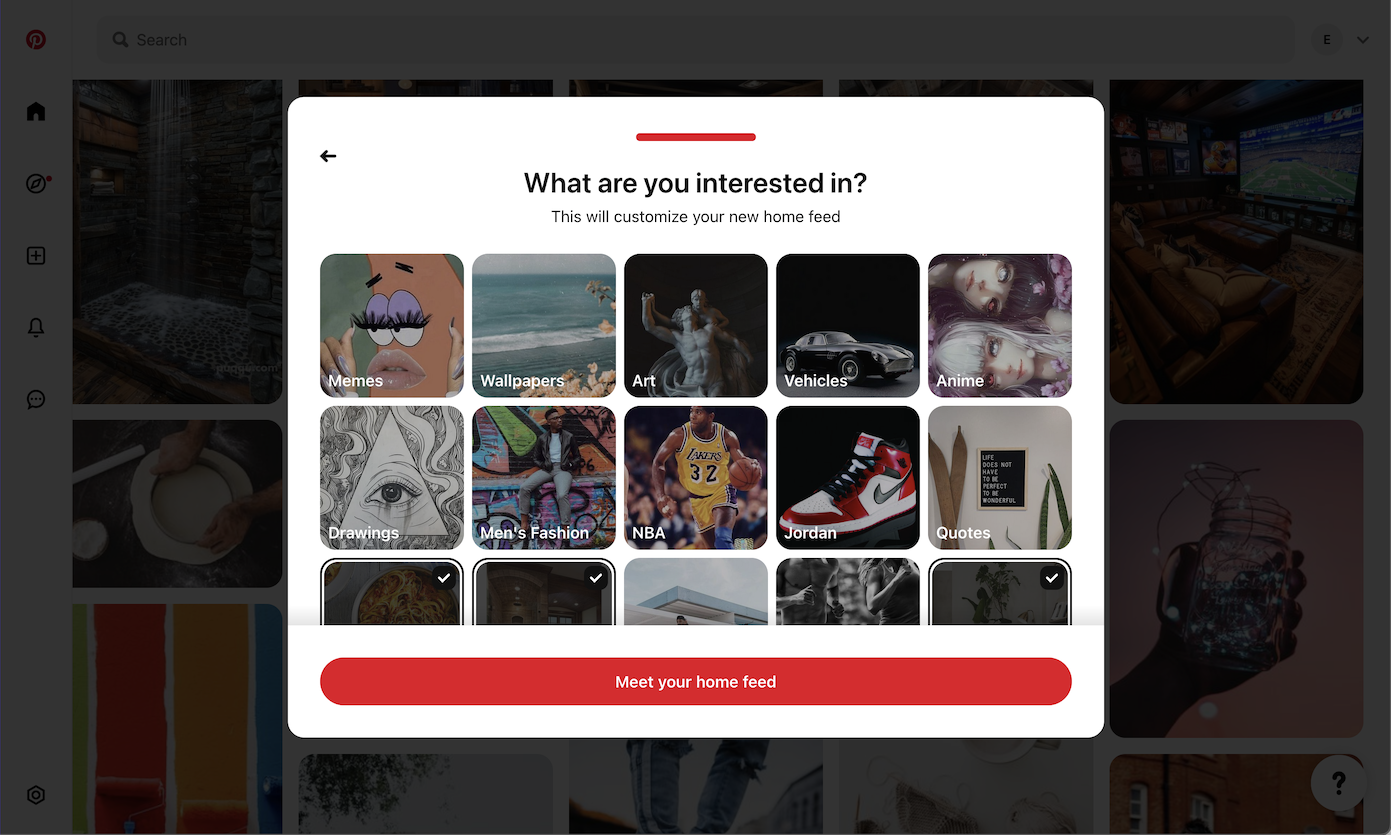 Search
E
What are you interested in?
This will customize your new home feed
Memes
Wallpapers
Art
Vehicles
Anime
Drawings
Men's Fashion
NBA
Jordan
Quotes
LAKERS
32
LIFE
DOES NOT
HAVE
TO BE
PERFECT
TO BE
WONDERFUL
Meet your home feed
?